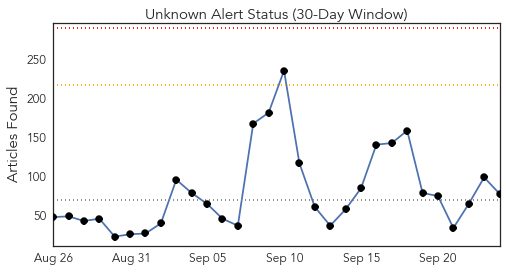 Unknown Alert Status (30-Day Window)
Articles Found
250
200
150
100
50
Aug 26 Aug 31 Sep 05 Sep 10 Sep 15 Sep 20